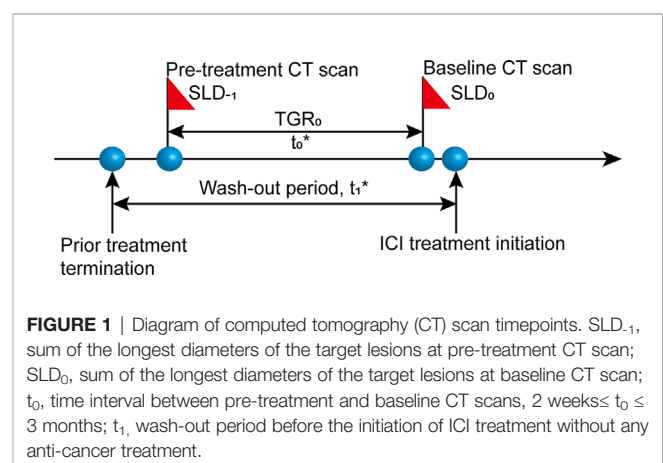 Pre-treatment CT scan
SLD₋₁
Baseline CT scan
SLD₀
TGR₀
t₀*
Wash-out period, t₁*
Prior treatment
termination
ICI treatment initiation
FIGURE 1 | Diagram of computed tomography (CT) scan timepoints. SLD₋₁,
sum of the longest diameters of the target lesions at pre-treatment CT scan;
SLD₀, sum of the longest diameters of the target lesions at baseline CT scan;
t₀, time interval between pre-treatment and baseline CT scans, 2 weeks≤ t₀ ≤
3 months; t₁, wash-out period before the initiation of ICI treatment without any
anti-cancer treatment.